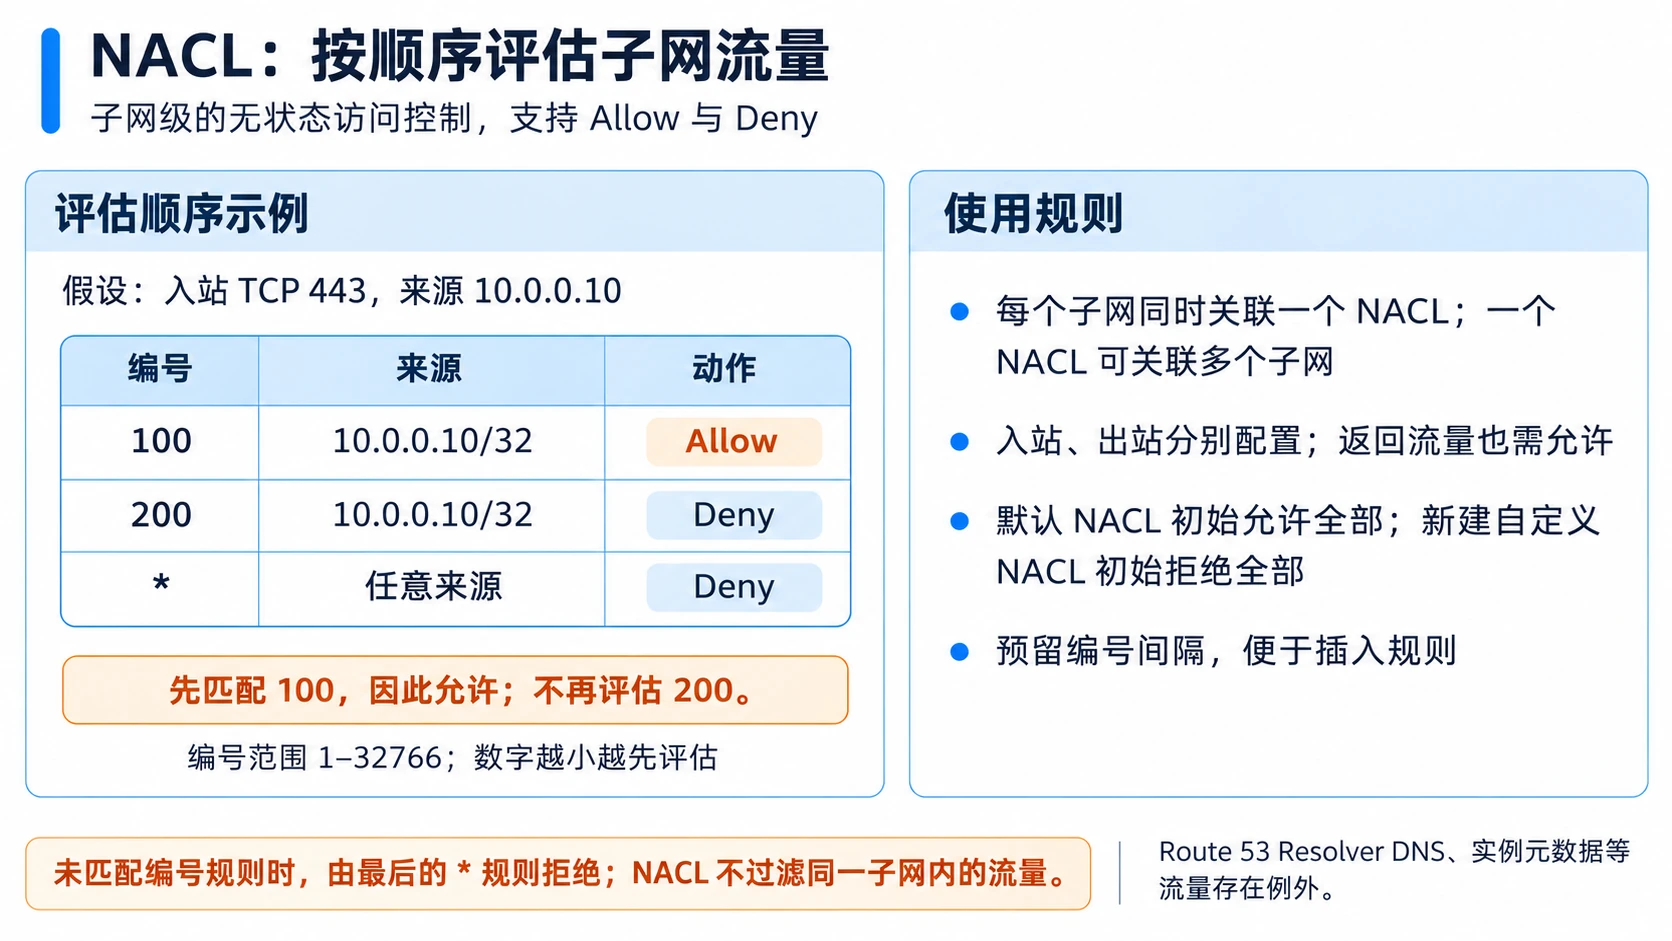 NACL：按顺序评估子网流量
子网级的无状态访问控制，支持 Allow 与 Deny
评估顺序示例
假设：入站 TCP 443，来源 10.0.0.10
编号 来源 动作
100 10.0.0.10/32 Allow
200 10.0.0.10/32 Deny
* 任意来源 Deny
先匹配 100，因此允许；不再评估 200。
编号范围 1–32766；数字越小越先评估
使用规则
每个子网同时关联一个 NACL；一个
NACL 可关联多个子网
入站、出站分别配置；返回流量也需允许
默认 NACL 初始允许全部；新建自定义
NACL 初始拒绝全部
预留编号间隔，便于插入规则
未匹配编号规则时，由最后的 * 规则拒绝；NACL 不过滤同一子网内的流量。
Route 53 Resolver DNS、实例元数据等
流量存在例外。